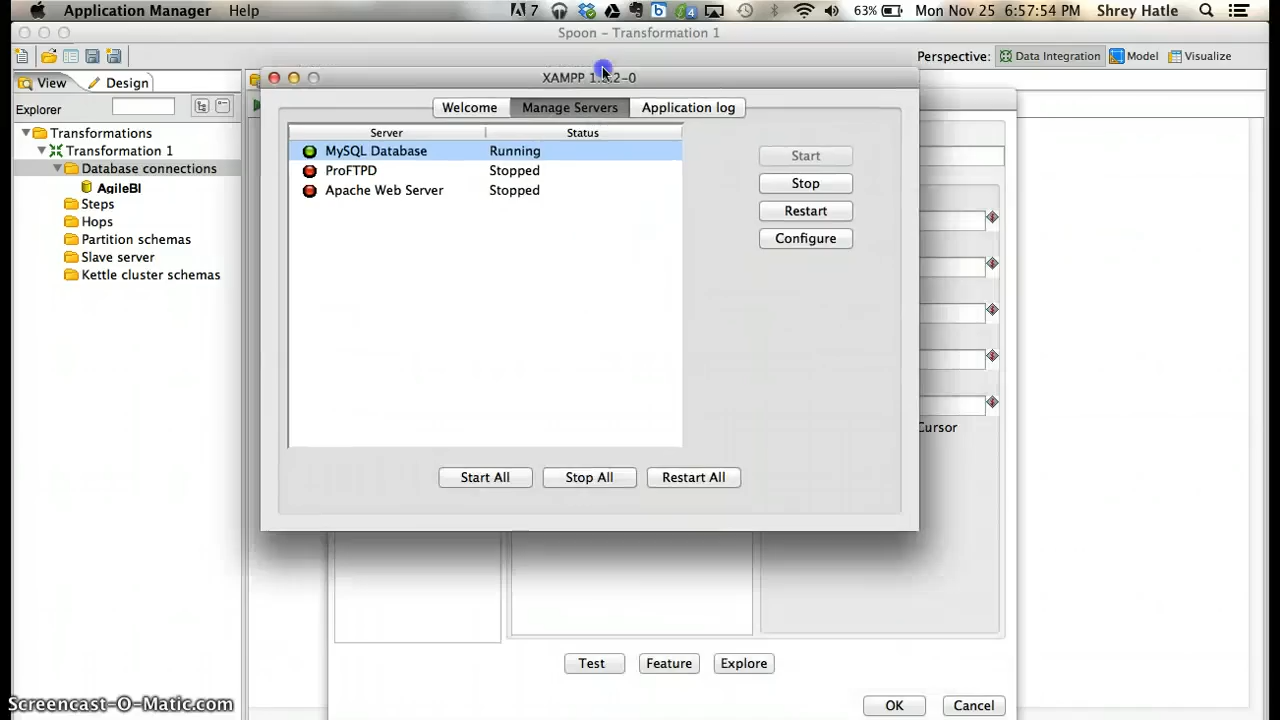 Application Manager Help 7 4 63% Mon Nov 25 6:57:54 PM Shrey Hatle
Spoon – Transformation 1
Perspective: Data Integration Model Visualize
View Design
Explorer
Transformations
Transformation 1
Database connections
AgileBI
Steps
Hops
Partition schemas
Slave server
Kettle cluster schemas
XAMPP
Welcome Manage Servers Application log
Server Status
MySQL Database Running
ProFTPD Stopped
Apache Web Server Stopped
Start
Stop
Restart
Configure
Start All Stop All Restart All
Cursor
Test Feature Explore
OK Cancel
Screencast-O-Matic.com